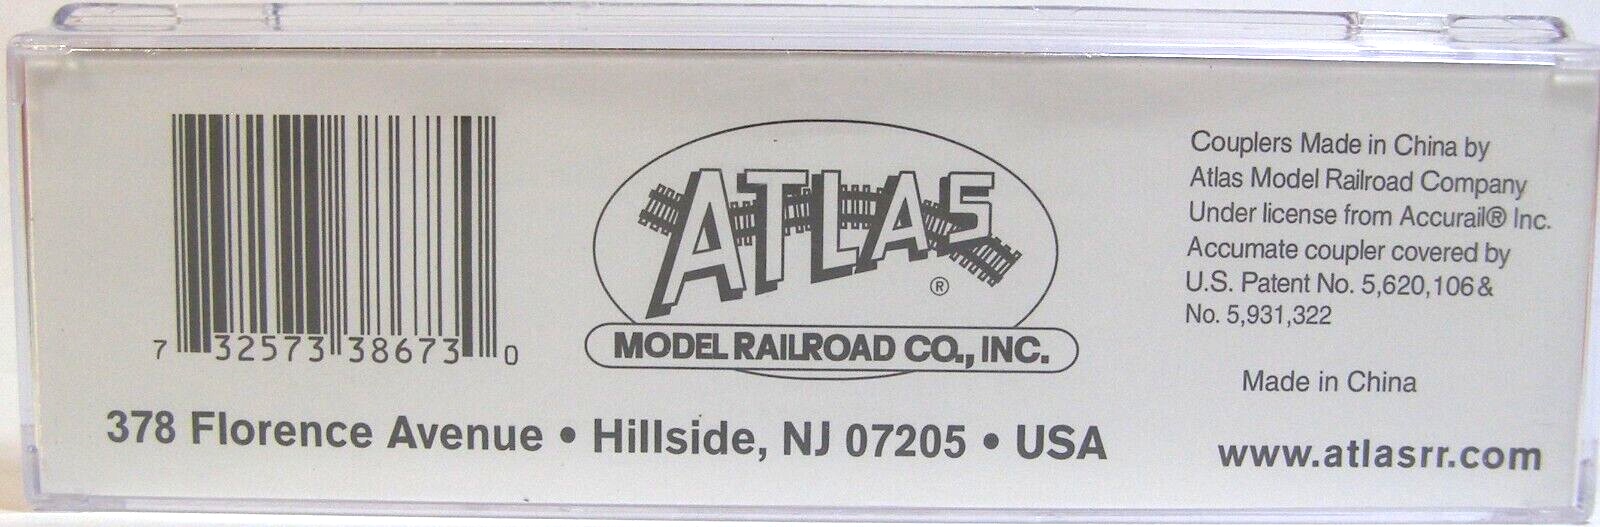 7 32573 38673 0
ATLAS
®
MODEL RAILROAD CO., INC.
378 Florence Avenue • Hillside, NJ 07205 • USA
Couplers Made in China by
Atlas Model Railroad Company
Under license from Accurail® Inc.
Accumate coupler covered by
U.S. Patent No. 5,620,106 &
No. 5,931,322
Made in China
www.atlasrr.com